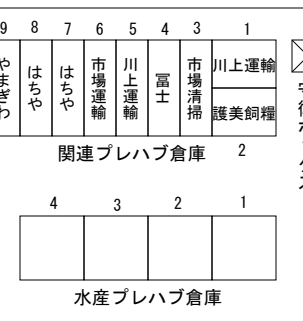 9 8 7 6 5 4 3 1
やまぎわ
はちや
はちや
市場運輸
川上運輸
冨士
市場清掃
川上運輸
護美飼糧
関連プレハブ倉庫 2
4 3 2 1
水産プレハブ倉庫